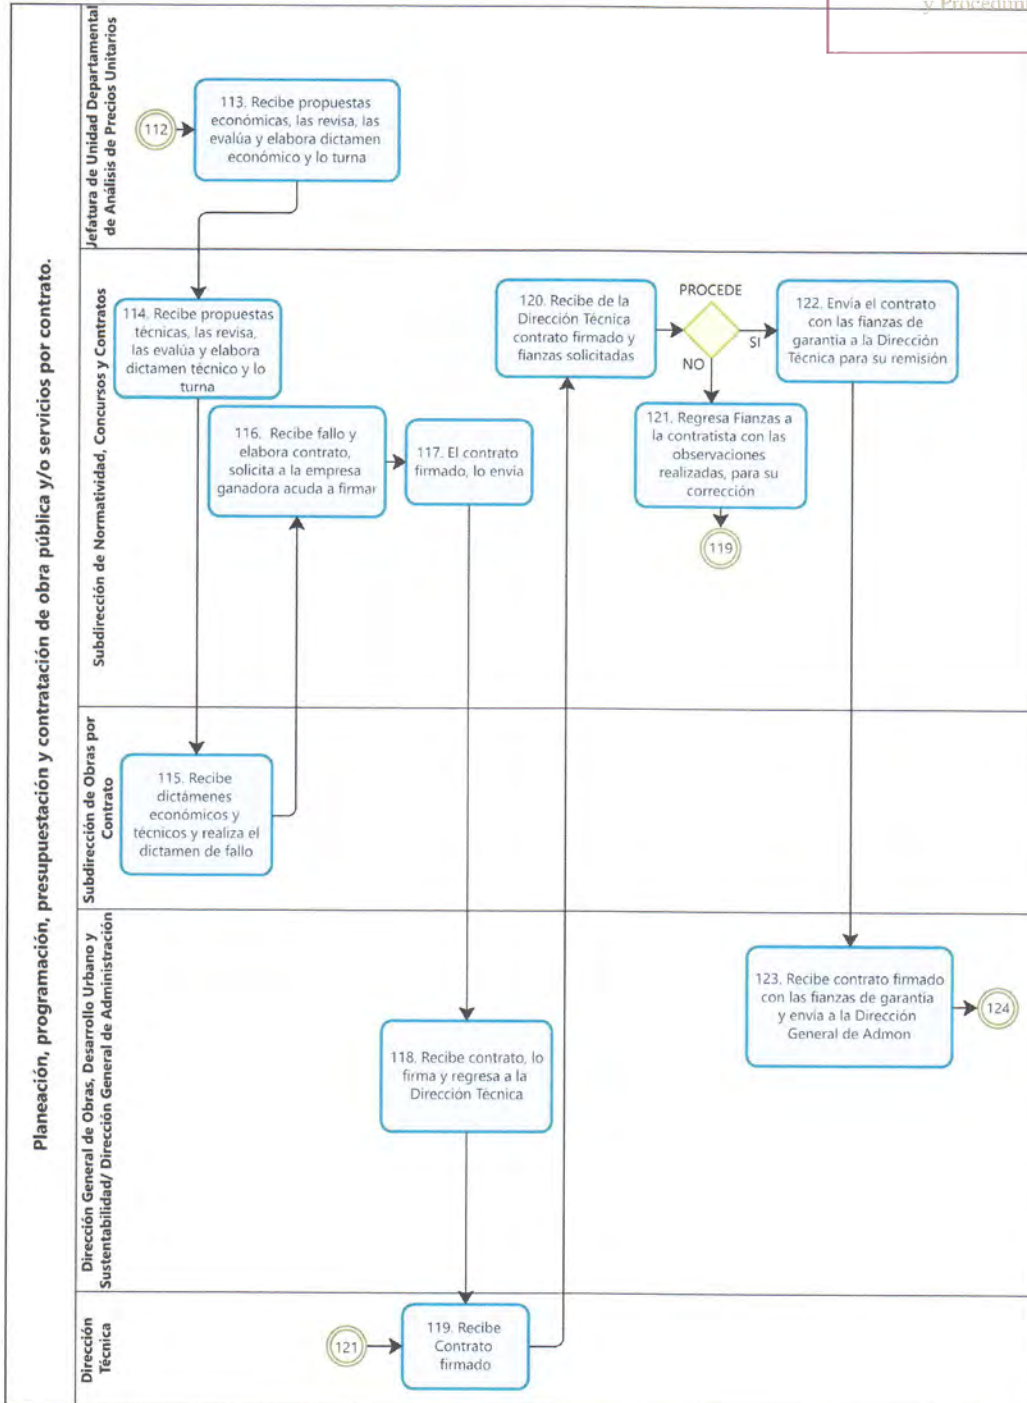 y Procedimi
Planeación, programación, presupuestación y contratación de obra pública y/o servicios por contrato.
Jefatura de Unidad Departamental
de Análisis de Precios Unitarios
112
113. Recibe propuestas
económicas, las revisa, las
evalúa y elabora dictamen
económico y lo turna
Subdirección de Normatividad, Concursos y Contratos
114. Recibe propuestas
técnicas, las revisa,
las evalúa y elabora
dictamen técnico y lo
turna
116. Recibe fallo y
elabora contrato,
solicita a la empresa
ganadora acuda a firmar
117. El contrato
firmado, lo envía
120. Recibe de la
Dirección Técnica
contrato firmado y
fianzas solicitadas
PROCEDE
SI
NO
122. Envía el contrato
con las fianzas de
garantia a la Dirección
Técnica para su remisión
121. Regresa Fianzas a
la contratista con las
observaciones
realizadas, para su
corrección
119
Subdirección de Obras por
Contrato
115. Recibe
dictámenes
económicos y
técnicos y realiza el
dictamen de fallo
Dirección General de Obras, Desarrollo Urbano y
Sustentabilidad/ Dirección General de Administración
118. Recibe contrato, lo
firma y regresa a la
Dirección Técnica
123. Recibe contrato firmado
con las fianzas de garantia
y envía a la Dirección
General de Admon
124
Dirección
Técnica
121
119. Recibe
Contrato
firmado